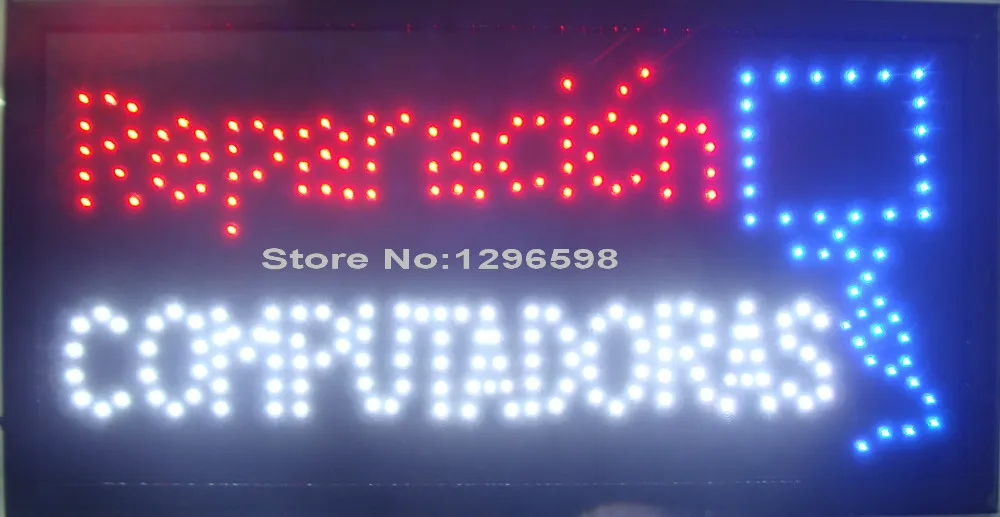 Reparación
Store No:1296598
COMPUTADORAS